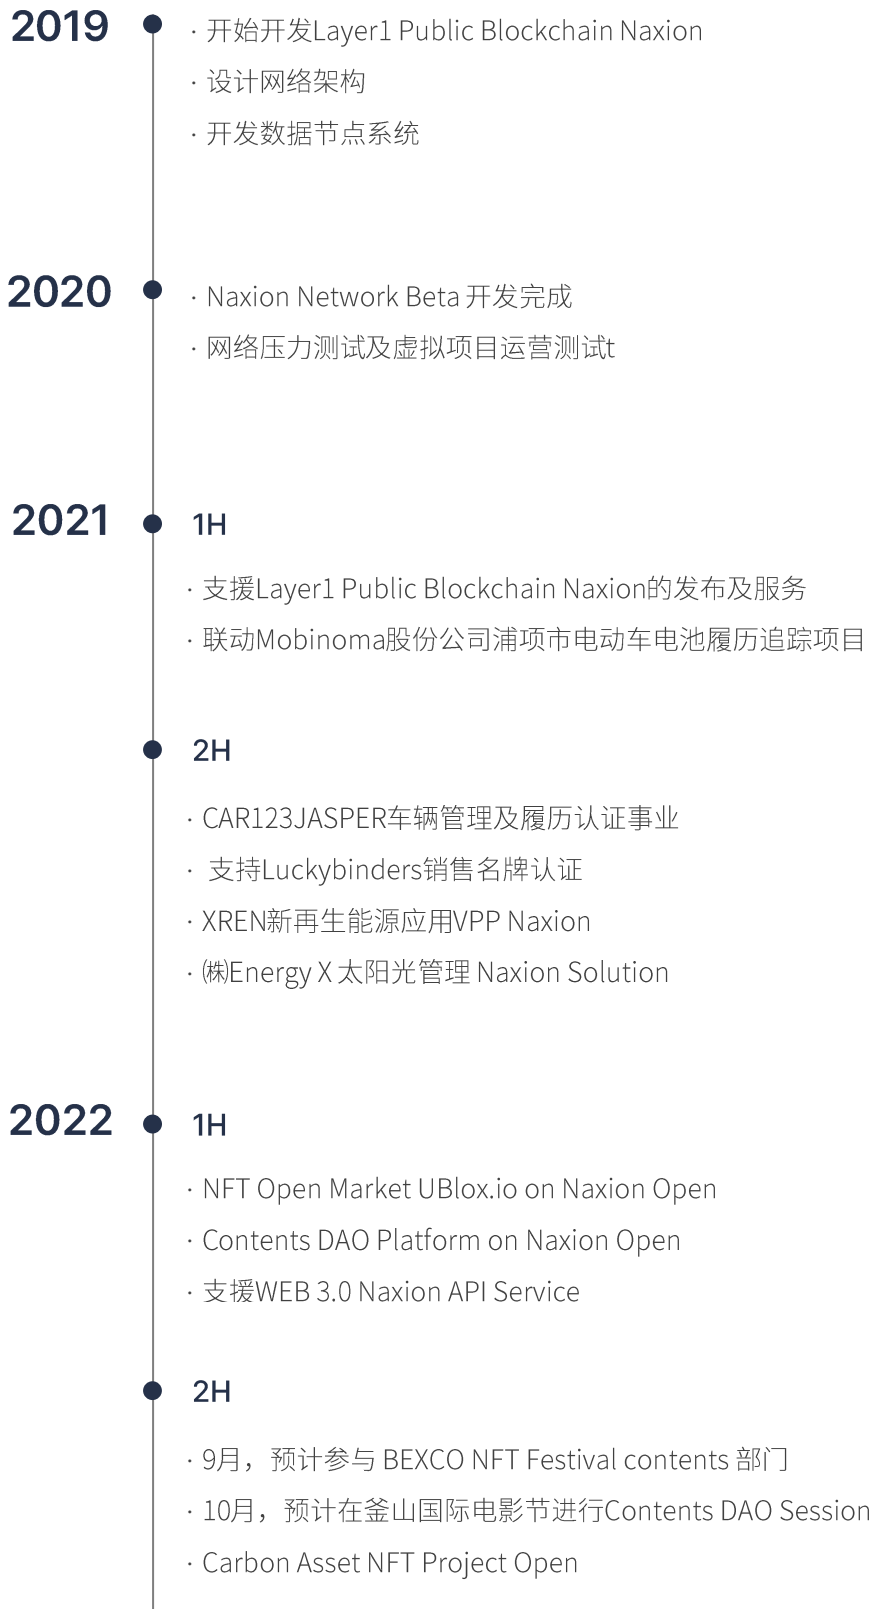 2019
· 开始开发Layer1 Public Blockchain Naxion
· 设计网络架构
· 开发数据节点系统
2020
· Naxion Network Beta 开发完成
· 网络压力测试及虚拟项目运营测试t
2021
1H
· 支援Layer1 Public Blockchain Naxion的发布及服务
· 联动Mobinoma股份公司浦项市电动车电池履历追踪项目
2H
· CAR123JASPER车辆管理及履历认证事业
· 支持Luckybinders销售名牌认证
· XREN新再生能源应用VPP Naxion
· ㈱Energy X 太阳光管理 Naxion Solution
2022
1H
· NFT Open Market UBlox.io on Naxion Open
· Contents DAO Platform on Naxion Open
· 支援WEB 3.0 Naxion API Service
2H
· 9月，预计参与 BEXCO NFT Festival contents 部门
· 10月，预计在釜山国际电影节进行Contents DAO Session
· Carbon Asset NFT Project Open